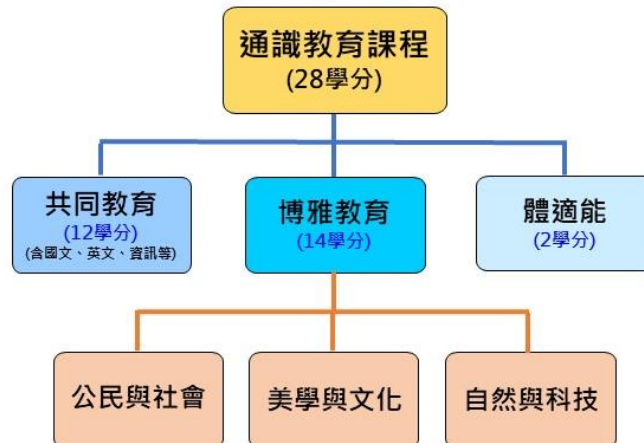 通識教育課程
(28學分)
共同教育
(12學分)
(含國文、英文、資訊等)
博雅教育
(14學分)
體適能
(2學分)
公民與社會
美學與文化
自然與科技